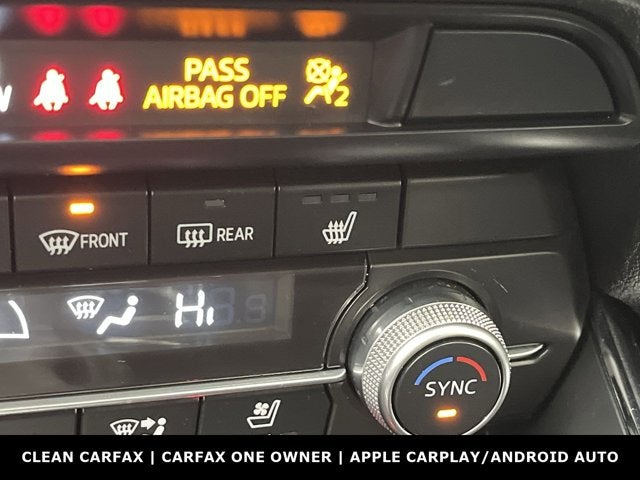 PASS
AIRBAG OFF 2
FRONT
REAR
Hi
SYNC
CLEAN CARFAX | CARFAX ONE OWNER | APPLE CARPLAY/ANDROID AUTO